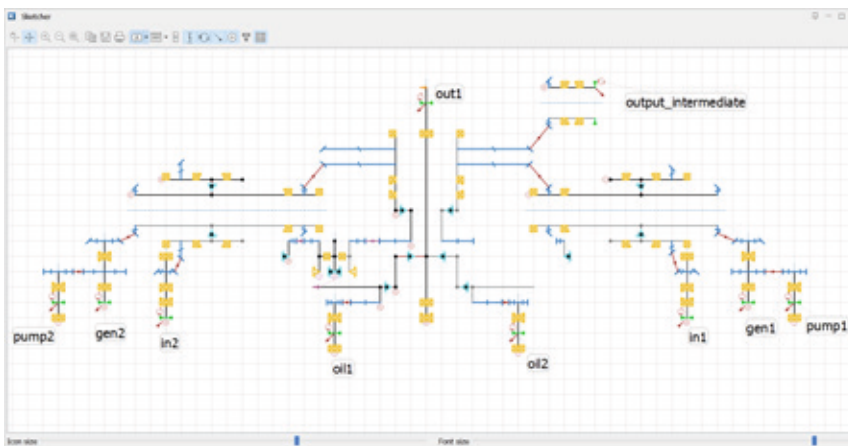 Sketcher
out1
output_intermediate
pump2
gen2
in2
oil1
oil2
in1
gen1
pump1
Icon size
Font size